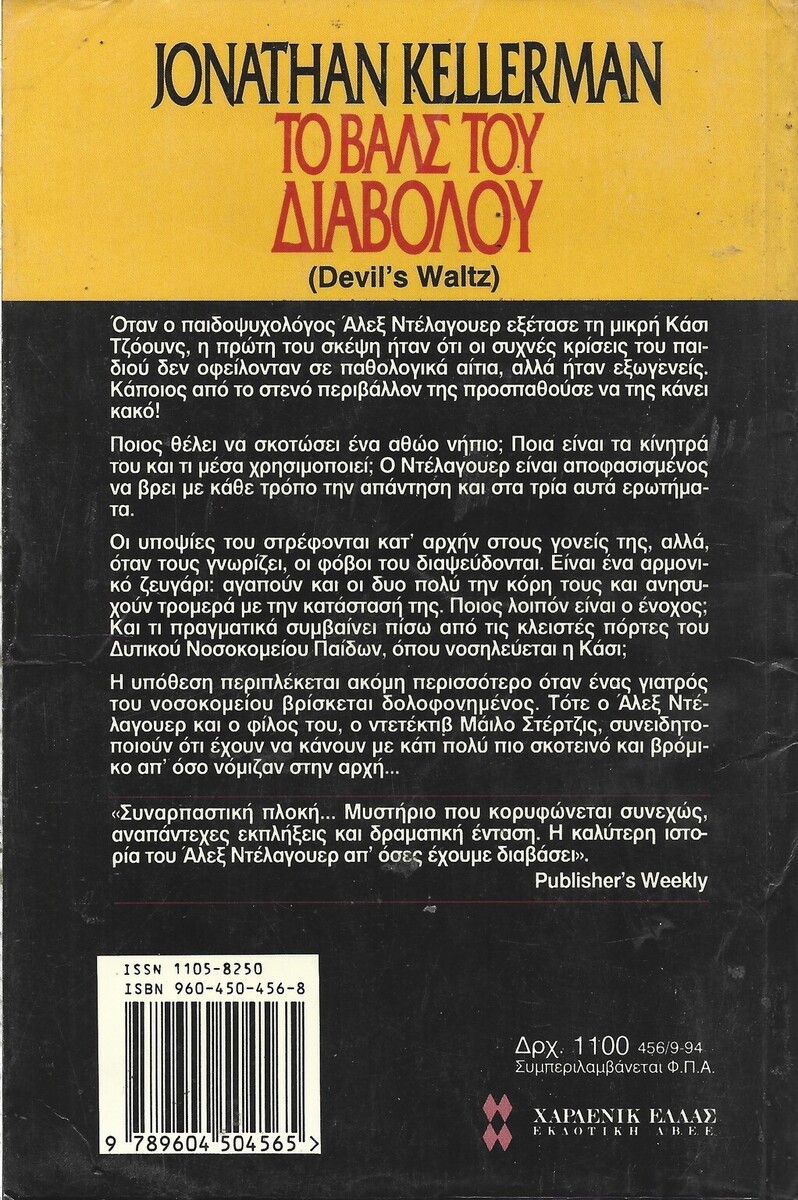 JONATHAN KELLERMAN
ΤΟ ΒΑΛΣ ΤΟΥ
ΔΙΑΒΟΛΟΥ
(Devil's Waltz)
Όταν ο παιδοψυχολόγος Άλεξ Ντέλαγουερ εξέτασε τη μικρή Κάσι
Τζόουνς, η πρώτη του σκέψη ήταν ότι οι συχνές κρίσεις του παι-
διού δεν οφείλονταν σε παθολογικά αίτια, αλλά ήταν εξωγενείς.
Κάποιος από το στενό περιβάλλον της προσπαθούσε να της κάνει
κακό!
Ποιος θέλει να σκοτώσει ένα αθώο νήπιο; Ποια είναι τα κίνητρά
του και τι μέσα χρησιμοποιεί; Ο Ντέλαγουερ είναι αποφασισμένος
να βρει με κάθε τρόπο την απάντηση και στα τρία αυτά ερωτήμα-
τα.
Οι υποψίες του στρέφονται κατ' αρχήν στους γονείς της, αλλά,
όταν τους γνωρίζει, οι φόβοι του διαψεύδονται. Είναι ένα αρμονι-
κό ζευγάρι: αγαπούν και οι δυο πολύ την κόρη τους και ανησυ-
χούν τρομερά με την κατάστασή της. Ποιος λοιπόν είναι ο ένοχος;
Και τι πραγματικά συμβαίνει πίσω από τις κλειστές πόρτες του
Δυτικού Νοσοκομείου Παίδων, όπου νοσηλεύεται η Κάσι;
Η υπόθεση περιπλέκεται ακόμη περισσότερο όταν ένας γιατρός
του νοσοκομείου βρίσκεται δολοφονημένος. Τότε ο Άλεξ Ντέ-
λαγουερ και ο φίλος του, ο ντετέκτιβ Μάιλο Στέρτζις, συνειδητο-
ποιούν ότι έχουν να κάνουν με κάτι πολύ πιο σκοτεινό και βρόμι-
κο απ' όσο νόμιζαν στην αρχή...
«Συναρπαστική πλοκή... Μυστήριο που κορυφώνεται συνεχώς,
αναπάντεχες εκπλήξεις και δραματική ένταση. Η καλύτερη ιστο-
ρία του Άλεξ Ντέλαγουερ απ' όσες έχουμε διαβάσει».
Publisher's Weekly
ISSN 1105-8250
ISBN 960-450-456-8
9 789604 504565 >
Δρχ. 1100 456/9-94
Συμπεριλαμβάνεται Φ.Π.Α.
ΧΑΡΛΕΝΙΚ ΕΛΛΑΣ
ΕΚΔΟΤΙΚΗ Α.Β.Ε.Ε.